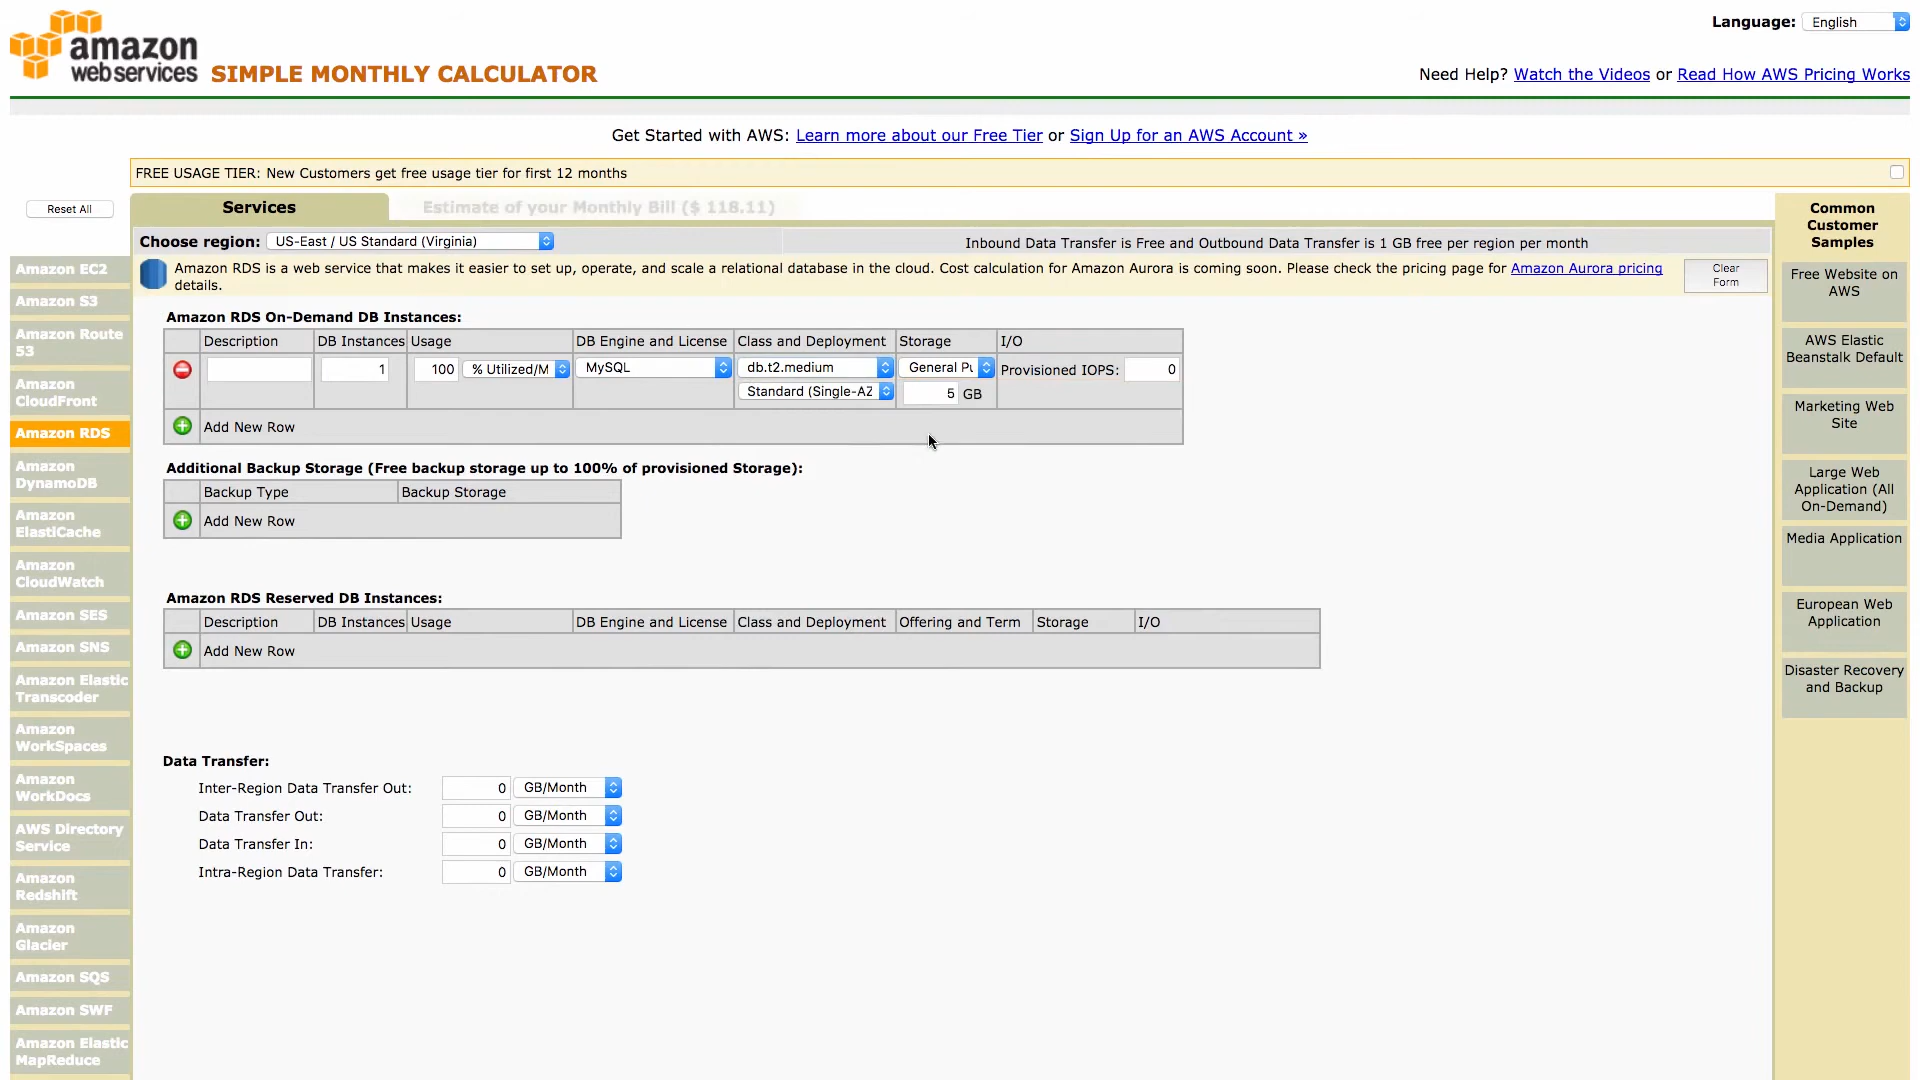 Language: English
amazon
webservices
SIMPLE MONTHLY CALCULATOR
Need Help? Watch the Videos or Read How AWS Pricing Works
Get Started with AWS: Learn more about our Free Tier or Sign Up for an AWS Account »
FREE USAGE TIER: New Customers get free usage tier for first 12 months
Reset All
Services
Estimate of your Monthly Bill ($ 118.11)
Choose region: US-East / US Standard (Virginia)
Inbound Data Transfer is Free and Outbound Data Transfer is 1 GB free per region per month
Amazon RDS is a web service that makes it easier to set up, operate, and scale a relational database in the cloud. Cost calculation for Amazon Aurora is coming soon. Please check the pricing page for Amazon Aurora pricing
details.
Clear
Form
Amazon EC2
Amazon S3
Amazon Route
53
Amazon
CloudFront
Amazon RDS
Amazon
DynamoDB
Amazon
ElastiCache
Amazon
CloudWatch
Amazon SES
Amazon SNS
Amazon Elastic
Transcoder
Amazon
WorkSpaces
Amazon
WorkDocs
AWS Directory
Service
Amazon
Redshift
Amazon
Glacier
Amazon SQS
Amazon SWF
Amazon Elastic
MapReduce
Amazon RDS On-Demand DB Instances:
Description DB Instances Usage DB Engine and License Class and Deployment Storage I/O
1 100 % Utilized/M MySQL db.t2.medium General Pu Provisioned IOPS: 0
Standard (Single-AZ 5 GB
Add New Row
Additional Backup Storage (Free backup storage up to 100% of provisioned Storage):
Backup Type Backup Storage
Add New Row
Amazon RDS Reserved DB Instances:
Description DB Instances Usage DB Engine and License Class and Deployment Offering and Term Storage I/O
Add New Row
Data Transfer:
Inter-Region Data Transfer Out: 0 GB/Month
Data Transfer Out: 0 GB/Month
Data Transfer In: 0 GB/Month
Intra-Region Data Transfer: 0 GB/Month
Common
Customer
Samples
Free Website on
AWS
AWS Elastic
Beanstalk Default
Marketing Web
Site
Large Web
Application (All
On-Demand)
Media Application
European Web
Application
Disaster Recovery
and Backup